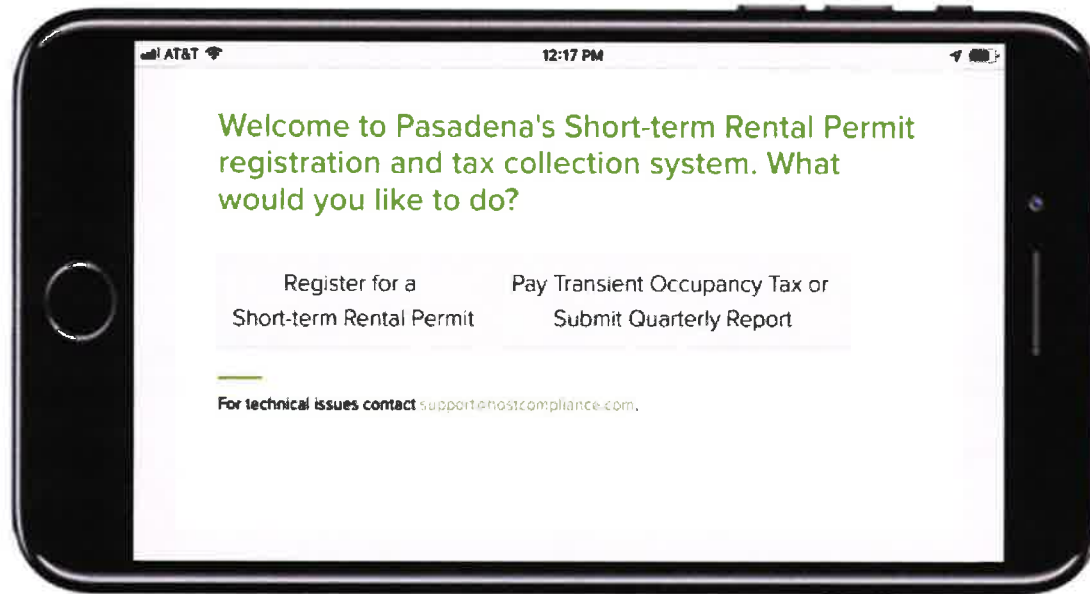 AT&T 12:17 PM
Welcome to Pasadena's Short-term Rental Permit
registration and tax collection system. What
would you like to do?
Register for a Pay Transient Occupancy Tax or
Short-term Rental Permit Submit Quarterly Report
For technical issues contact support@hostcompliance.com.